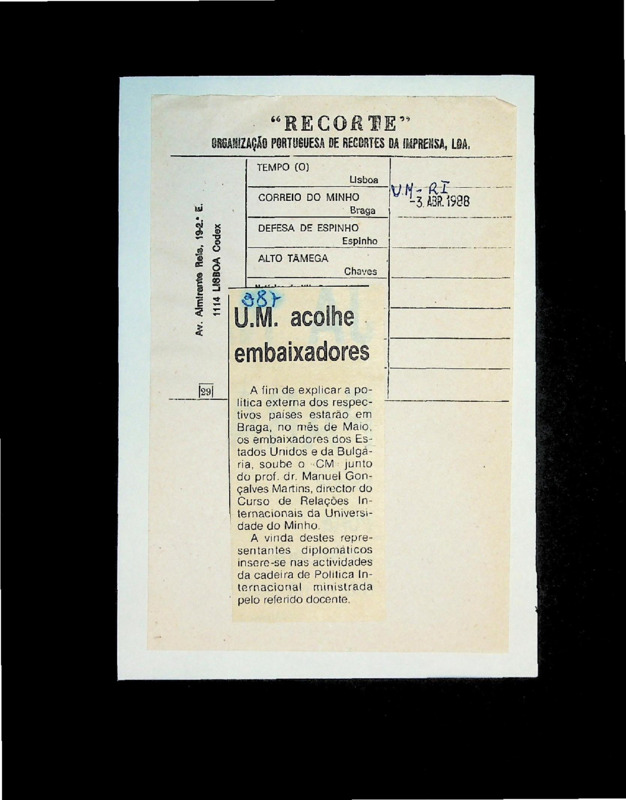 “RECORTE”
ORGANIZAÇÃO PORTUGUESA DE RECORTES DA IMPRENSA, LDA.
Av. Almirante Reis, 19-2.º E.
1114 LISBOA Codex
99
TEMPO (O)
Lisboa
CORREIO DO MINHO
Braga
DEFESA DE ESPINHO
Espinho
ALTO TÂMEGA
Chaves
U.M - RI
-3. ABR. 1988
987
U.M. acolhe
embaixadores
A fim de explicar a po-
lítica externa dos respec-
tivos países estarão em
Braga, no mês de Maio,
os embaixadores dos Es-
tados Unidos e da Bulgá-
ria, soube o «CM» junto
do prof. dr. Manuel Gon-
çalves Martins, director do
Curso de Relações In-
ternacionais da Universi-
dade do Minho.
A vinda destes repre-
sentantes diplomáticos
insere-se nas actividades
da cadeira de Política In-
ternacional ministrada
pelo referido docente.